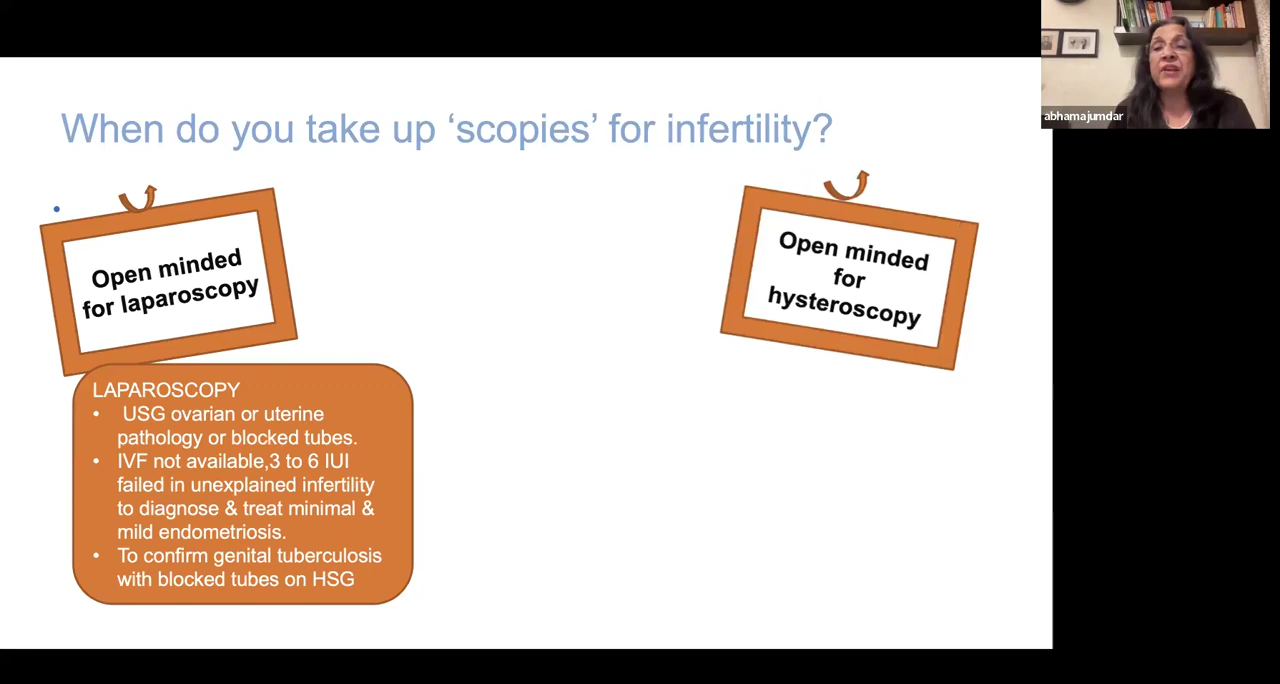 abhamajumdar
When do you take up ‘scopies’ for infertility?
•
Open minded
for laparoscopy
Open minded
for
hysteroscopy
LAPAROSCOPY
• USG ovarian or uterine
pathology or blocked tubes.
• IVF not available,3 to 6 IUI
failed in unexplained infertility
to diagnose & treat minimal &
mild endometriosis.
• To confirm genital tuberculosis
with blocked tubes on HSG